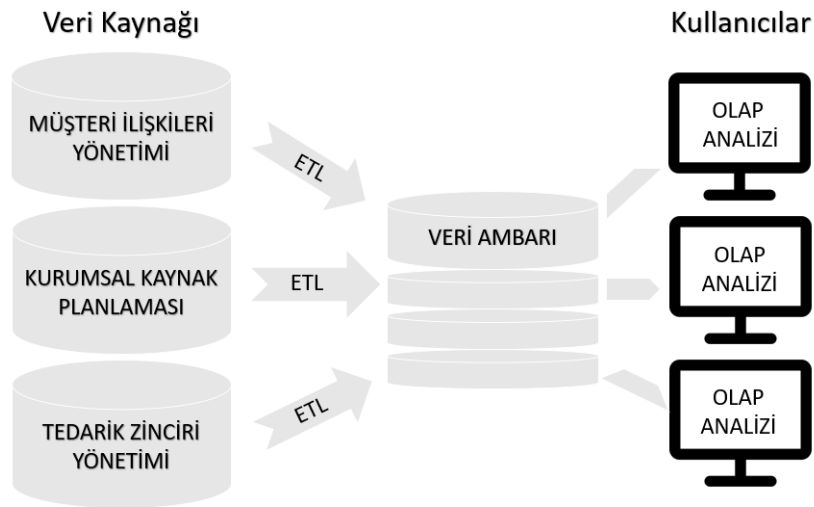 Veri Kaynağı
Kullanıcılar
MÜŞTERİ İLİŞKİLERİ
YÖNETİMİ
ETL
KURUMSAL KAYNAK
PLANLAMASI
ETL
TEDARİK ZİNCİRİ
YÖNETİMİ
ETL
VERİ AMBARI
OLAP
ANALİZİ
OLAP
ANALİZİ
OLAP
ANALİZİ